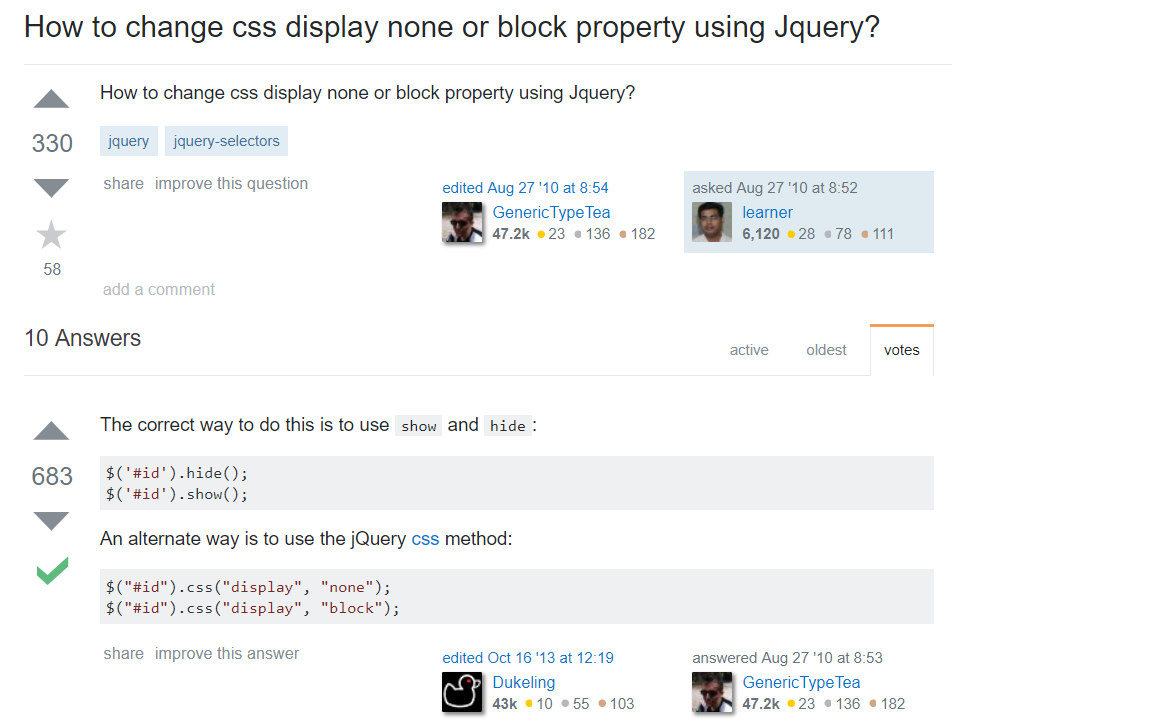 How to change css display none or block property using Jquery?
How to change css display none or block property using Jquery?
330
jquery jquery-selectors
share improve this question
edited Aug 27 '10 at 8:54
GenericTypeTea
47.2k 23 136 182
asked Aug 27 '10 at 8:52
learner
6,120 28 78 111
58
add a comment
10 Answers
active oldest votes
The correct way to do this is to use show and hide:
683
$('#id').hide();
$('#id').show();
An alternate way is to use the jQuery css method:
$("#id").css("display", "none");
$("#id").css("display", "block");
share improve this answer
edited Oct 16 '13 at 12:19
Dukeling
43k 10 55 103
answered Aug 27 '10 at 8:53
GenericTypeTea
47.2k 23 136 182